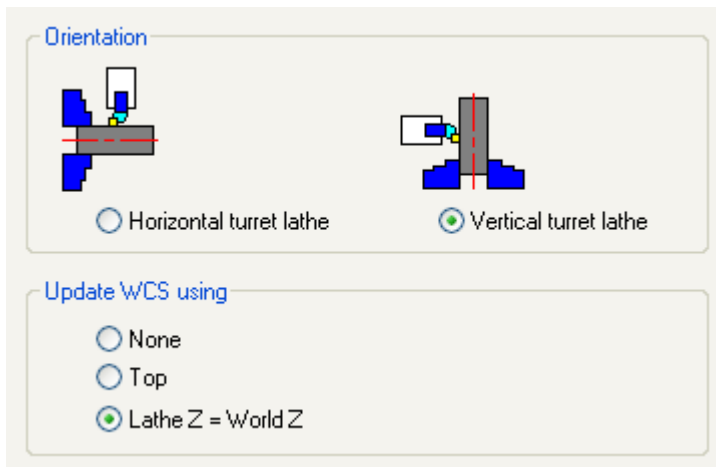 Orientation
Horizontal turret lathe
Vertical turret lathe
Update WCS using
None
Top
Lathe Z = World Z